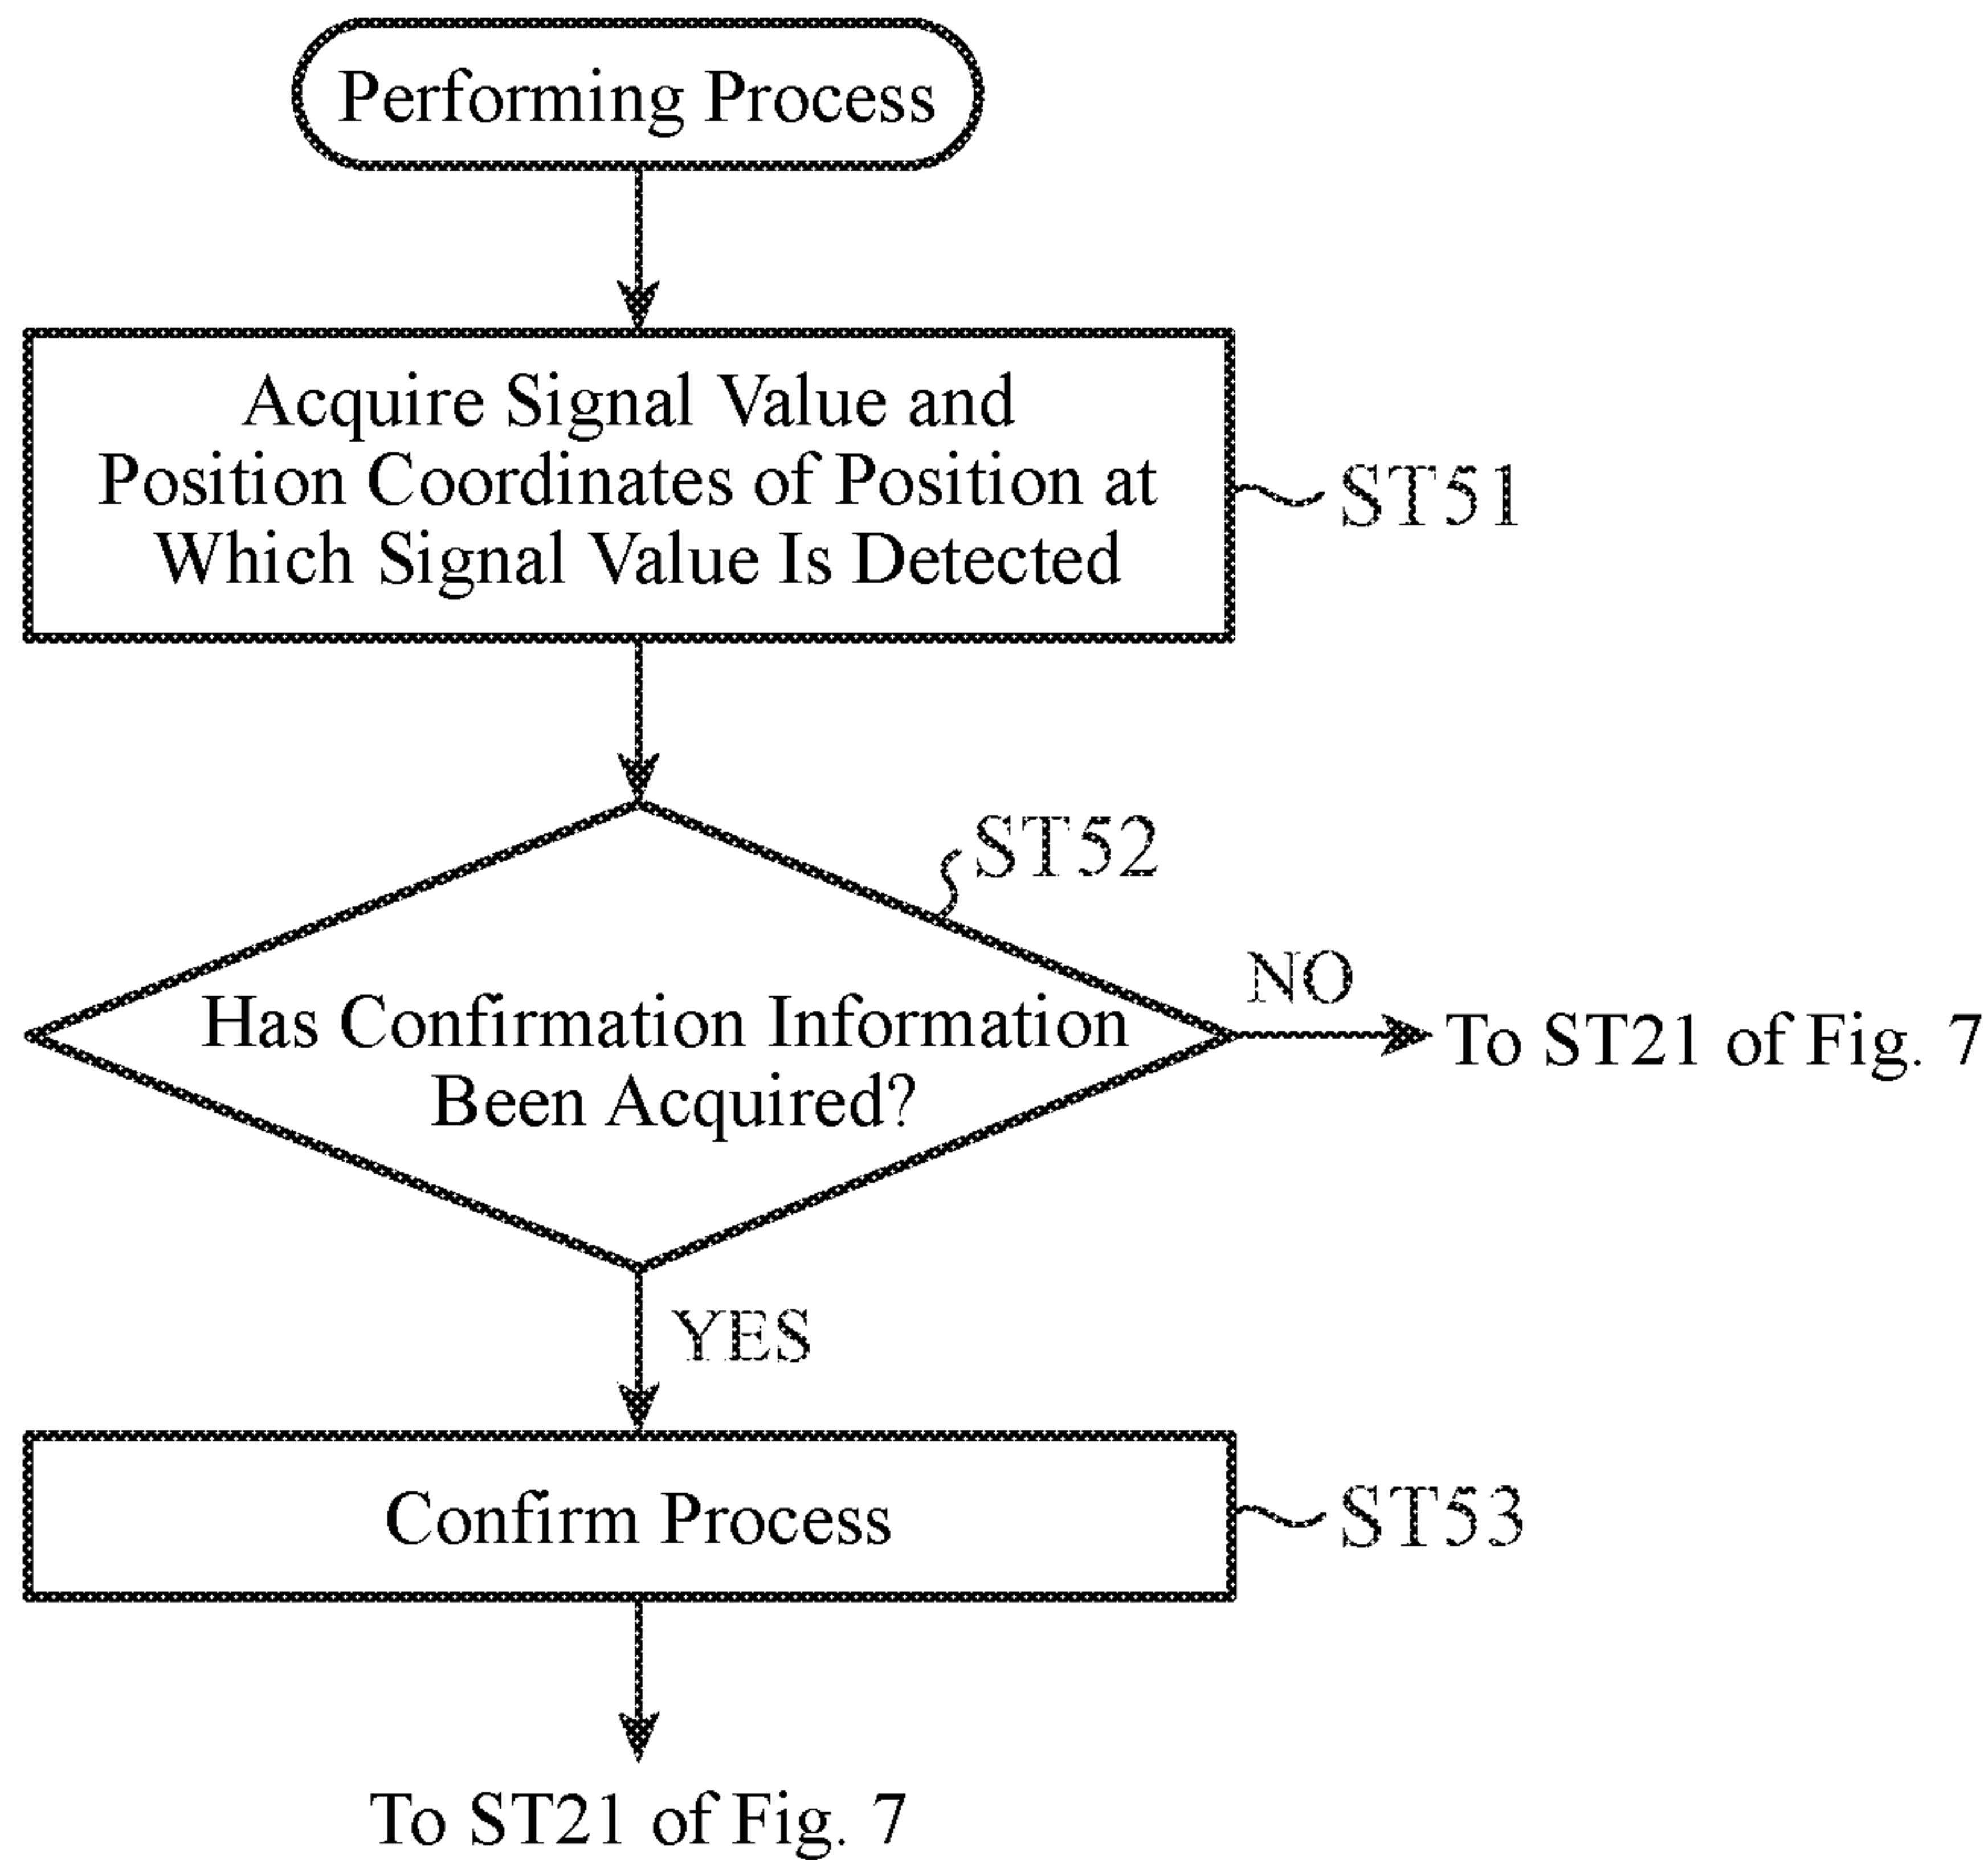 Performing Process
Acquire Signal Value and
Position Coordinates of Position at
Which Signal Value Is Detected
ST51
ST52
Has Confirmation Information
Been Acquired?
NO
To ST21 of Fig. 7
YES
Confirm Process
ST53
To ST21 of Fig. 7